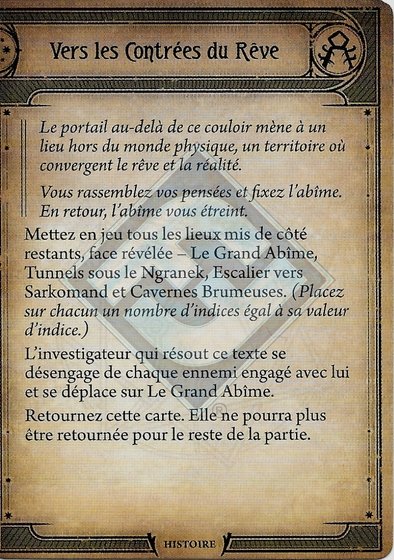 Vers les Contrées du Rêve
Le portail au-delà de ce couloir mène à un
lieu hors du monde physique, un territoire où
convergent le rêve et la réalité.
Vous rassemblez vos pensées et fixez l'abîme.
En retour, l'abîme vous étreint.
Mettez en jeu tous les lieux mis de côté
restants, face révélée – Le Grand Abîme,
Tunnels sous le Ngranek, Escalier vers
Sarkomand et Cavernes Brumeuses. (Placez
sur chacun un nombre d'indices égal à sa valeur
d'indice.)
L'investigateur qui résout ce texte se
désengage de chaque ennemi engagé avec lui
et se déplace sur Le Grand Abîme.
Retournez cette carte. Elle ne pourra plus
être retournée pour le reste de la partie.
HISTOIRE